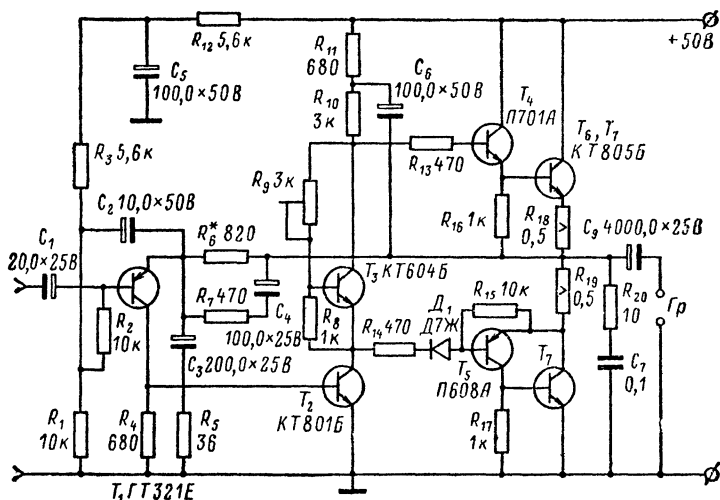 R12 5,6к
R11 680
C5 100,0×50В
C6 100,0×50В
+50В
R10 3к
T4 П701А
T6, T7 КТ805Б
R3 5,6к
R13 470
R9 3к
C2 10,0×50В
R16 1к
R18 0,5
C9 4000,0×25В
C1 20,0×25В
R6* 820
T3 КТ604Б
R19 0,5
R20 10
Гр
R7 470
C4 100,0×25В
R8 1к
Д1 Д7Ж
R15 10к
R2 10к
R14 470
C3 200,0×25В
T5 П608А
T7
C7 0,1
T2 КТ801Б
R1 10к
R4 680
R5 36
R17 1к
T1 ГТ321Е